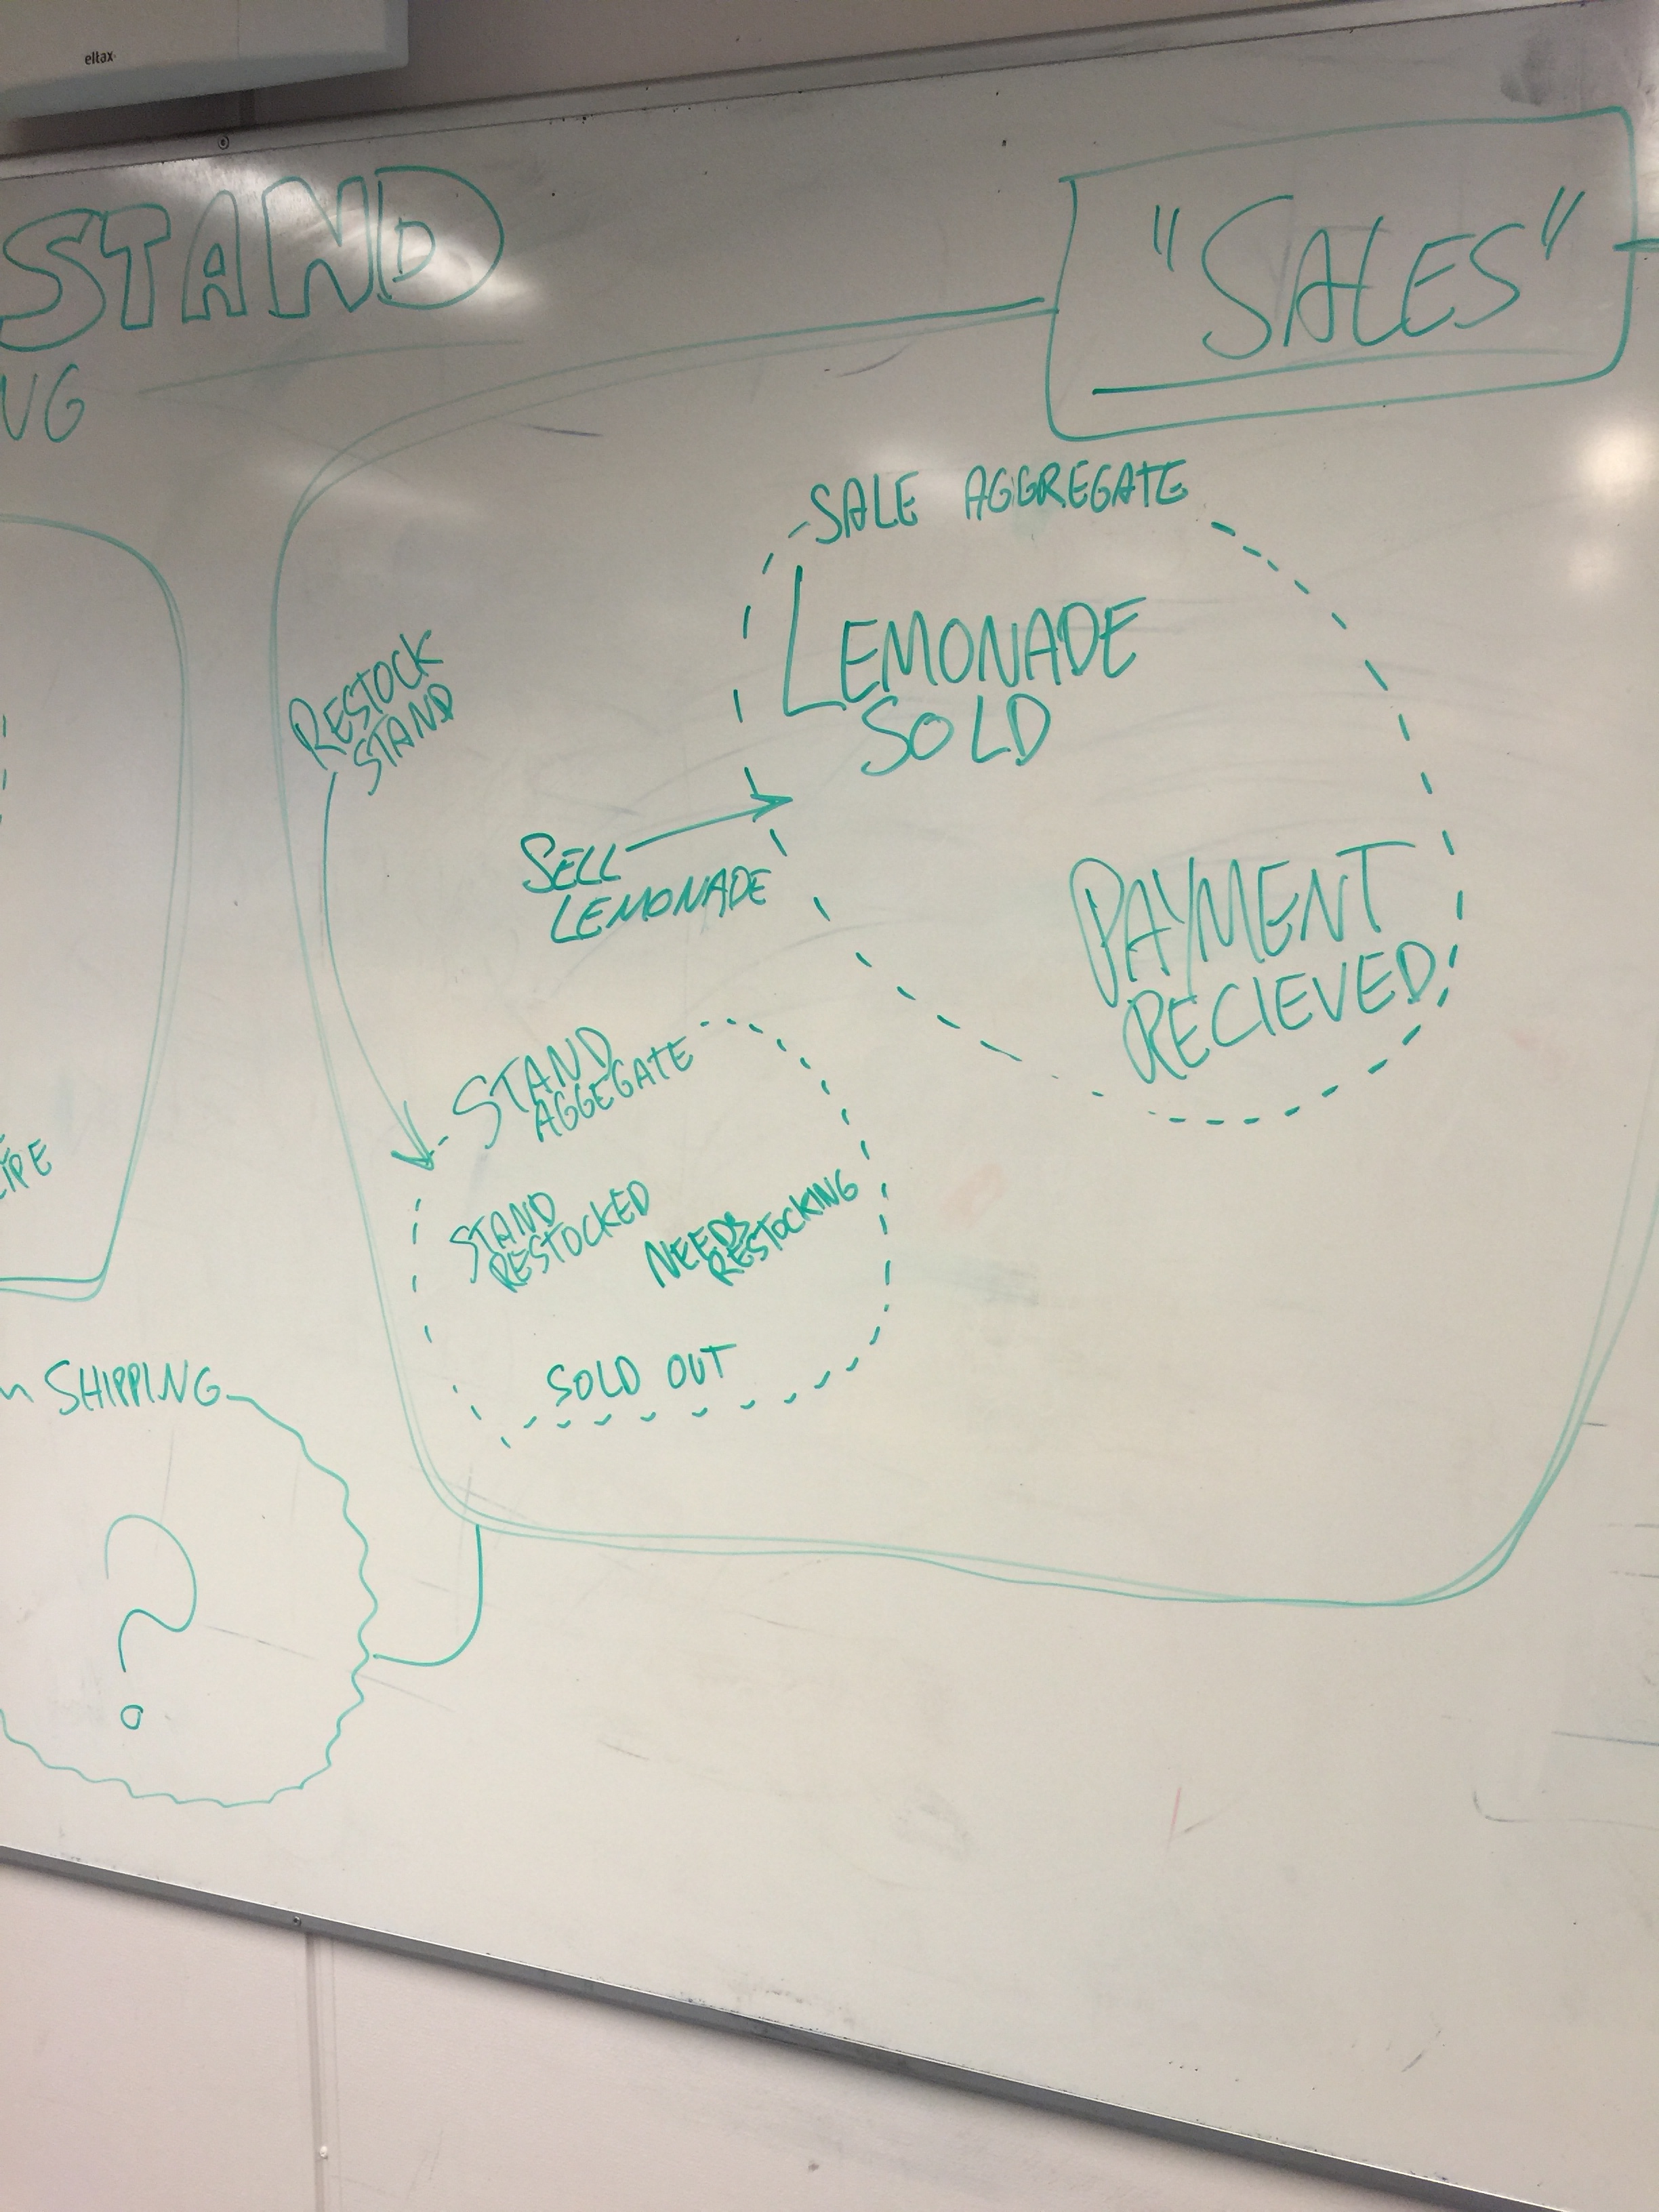 eltax
STAND
"SALES"
NG
SALE AGGREGATE
LEMONADE
SOLD
RESTOCK
STAND
SELL
LEMONADE
PAYMENT
RECIEVED
STAND
AGGEGATE
STAND
RESTOCKED
NEEDS
RESTOCKING
SOLD OUT
SHIPPING
?